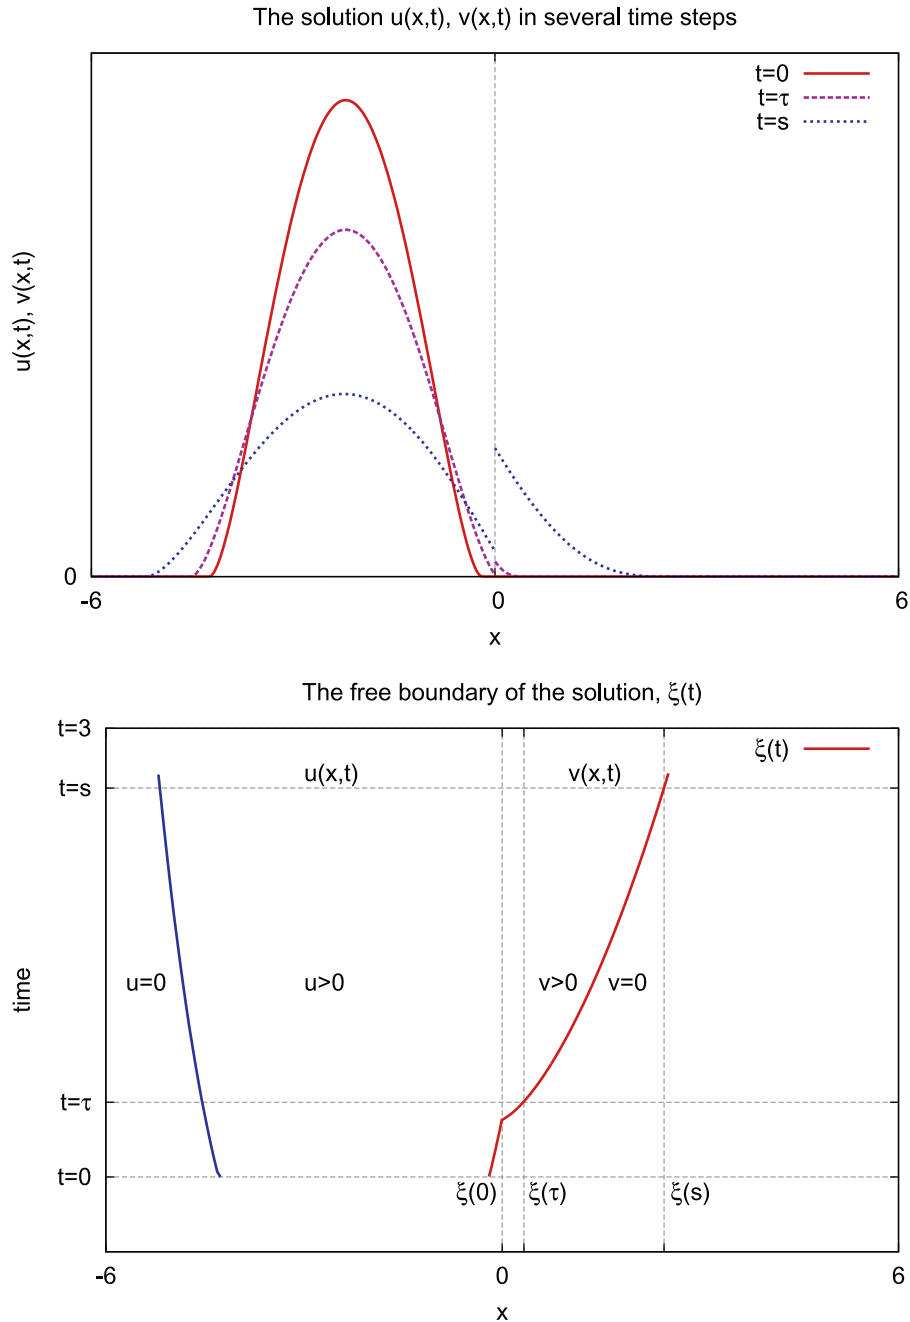 The solution u(x,t), v(x,t) in several time steps
t=0
t=τ
t=s
u(x,t), v(x,t)
0
-6 0 6
x
The free boundary of the solution, ξ(t)
t=3
ξ(t)
u(x,t) v(x,t)
t=s
time
u=0 u>0 v>0 v=0
t=τ
t=0
ξ(0) ξ(τ) ξ(s)
-6 0 6
x